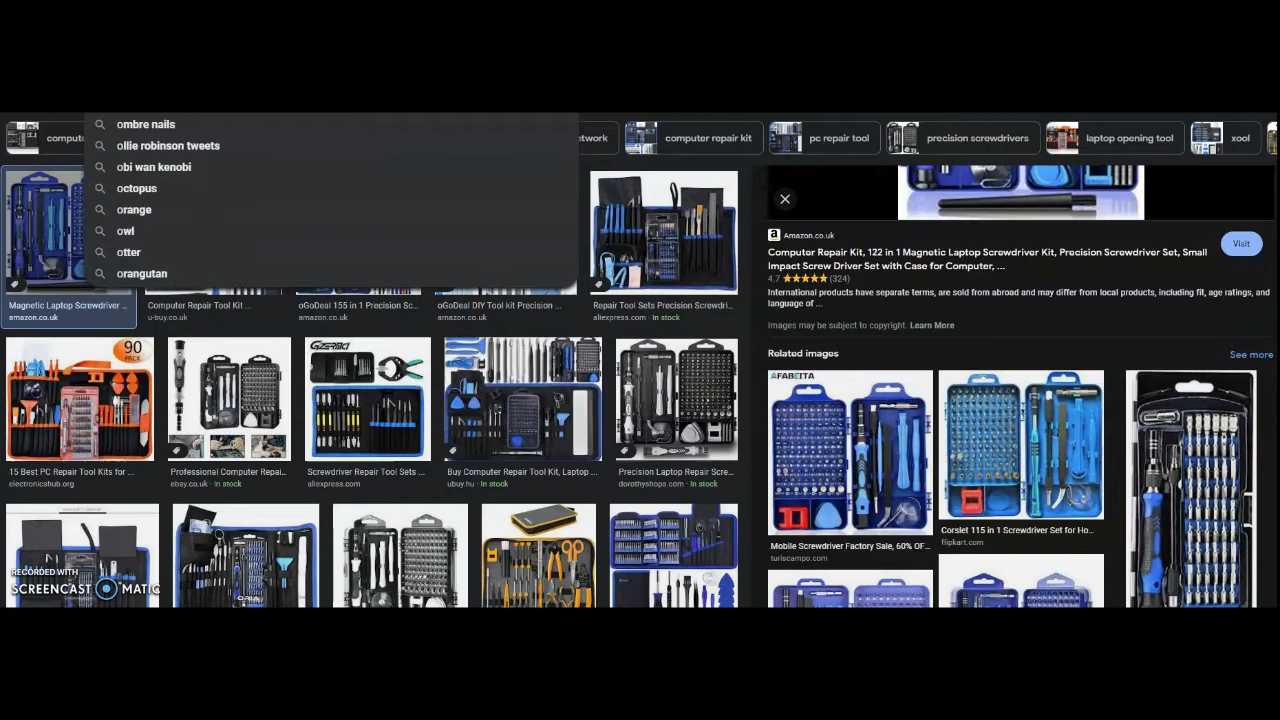 ombre nails
ollie robinson tweets
obi wan kenobi
octopus
orange
owl
otter
orangutan
comput
etwork
computer repair kit
pc repair tool
precision screwdrivers
laptop opening tool
xool
Magnetic Laptop Screwdriver ...
amazon.co.uk
Computer Repair Tool Kit ...
u-buy.co.uk
oGoDeal 155 in 1 Precision Sc...
amazon.co.uk
oGoDeal DIY Tool kit Precision ...
amazon.co.uk
Repair Tool Sets Precision Screwdri...
aliexpress.com · In stock
90
PACK
15 Best PC Repair Tool Kits for ...
electronicshub.org
Professional Computer Repai...
ebay.co.uk · In stock
Screwdriver Repair Tool Sets ...
aliexpress.com
Buy Computer Repair Tool Kit, Laptop ...
ubuy.hu · In stock
Precision Laptop Repair Scre...
dorothyshops.com · In stock
RECORDED WITH
SCREENCAST MATIC
a Amazon.co.uk
Computer Repair Kit, 122 in 1 Magnetic Laptop Screwdriver Kit, Precision Screwdriver Set, Small
Impact Screw Driver Set with Case for Computer, ...
Visit
4.7 ★★★★★ (324)
International products have separate terms, are sold from abroad and may differ from local products, including fit, age ratings, and
language of ...
Images may be subject to copyright. Learn More
Related images
See more
AFABEITA
Mobile Screwdriver Factory Sale, 60% OF...
turiscampo.com
Corslet 115 in 1 Screwdriver Set for Ho...
flipkart.com